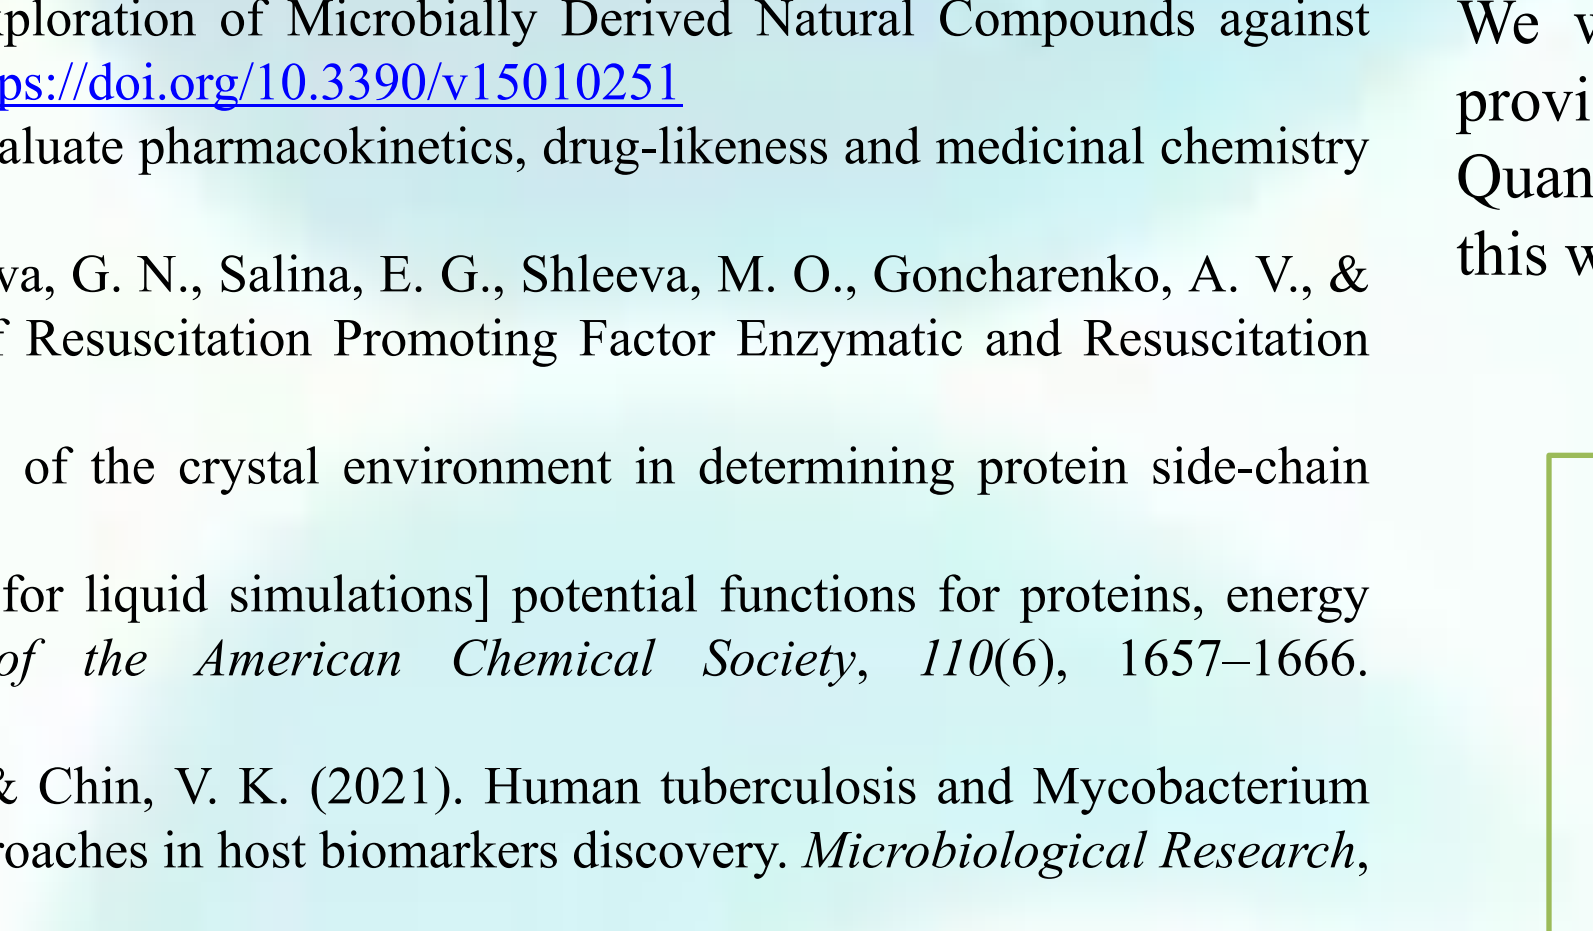 xploration of Microbially Derived Natural Compounds against
ps://doi.org/10.3390/v15010251
aluate pharmacokinetics, drug-likeness and medicinal chemistry
va, G. N., Salina, E. G., Shleeva, M. O., Goncharenko, A. V., &
f Resuscitation Promoting Factor Enzymatic and Resuscitation
of the crystal environment in determining protein side-chain
for liquid simulations] potential functions for proteins, energy
of the American Chemical Society, 110(6), 1657–1666.
& Chin, V. K. (2021). Human tuberculosis and Mycobacterium
roaches in host biomarkers discovery. Microbiological Research,
We v
provi
Quan
this w